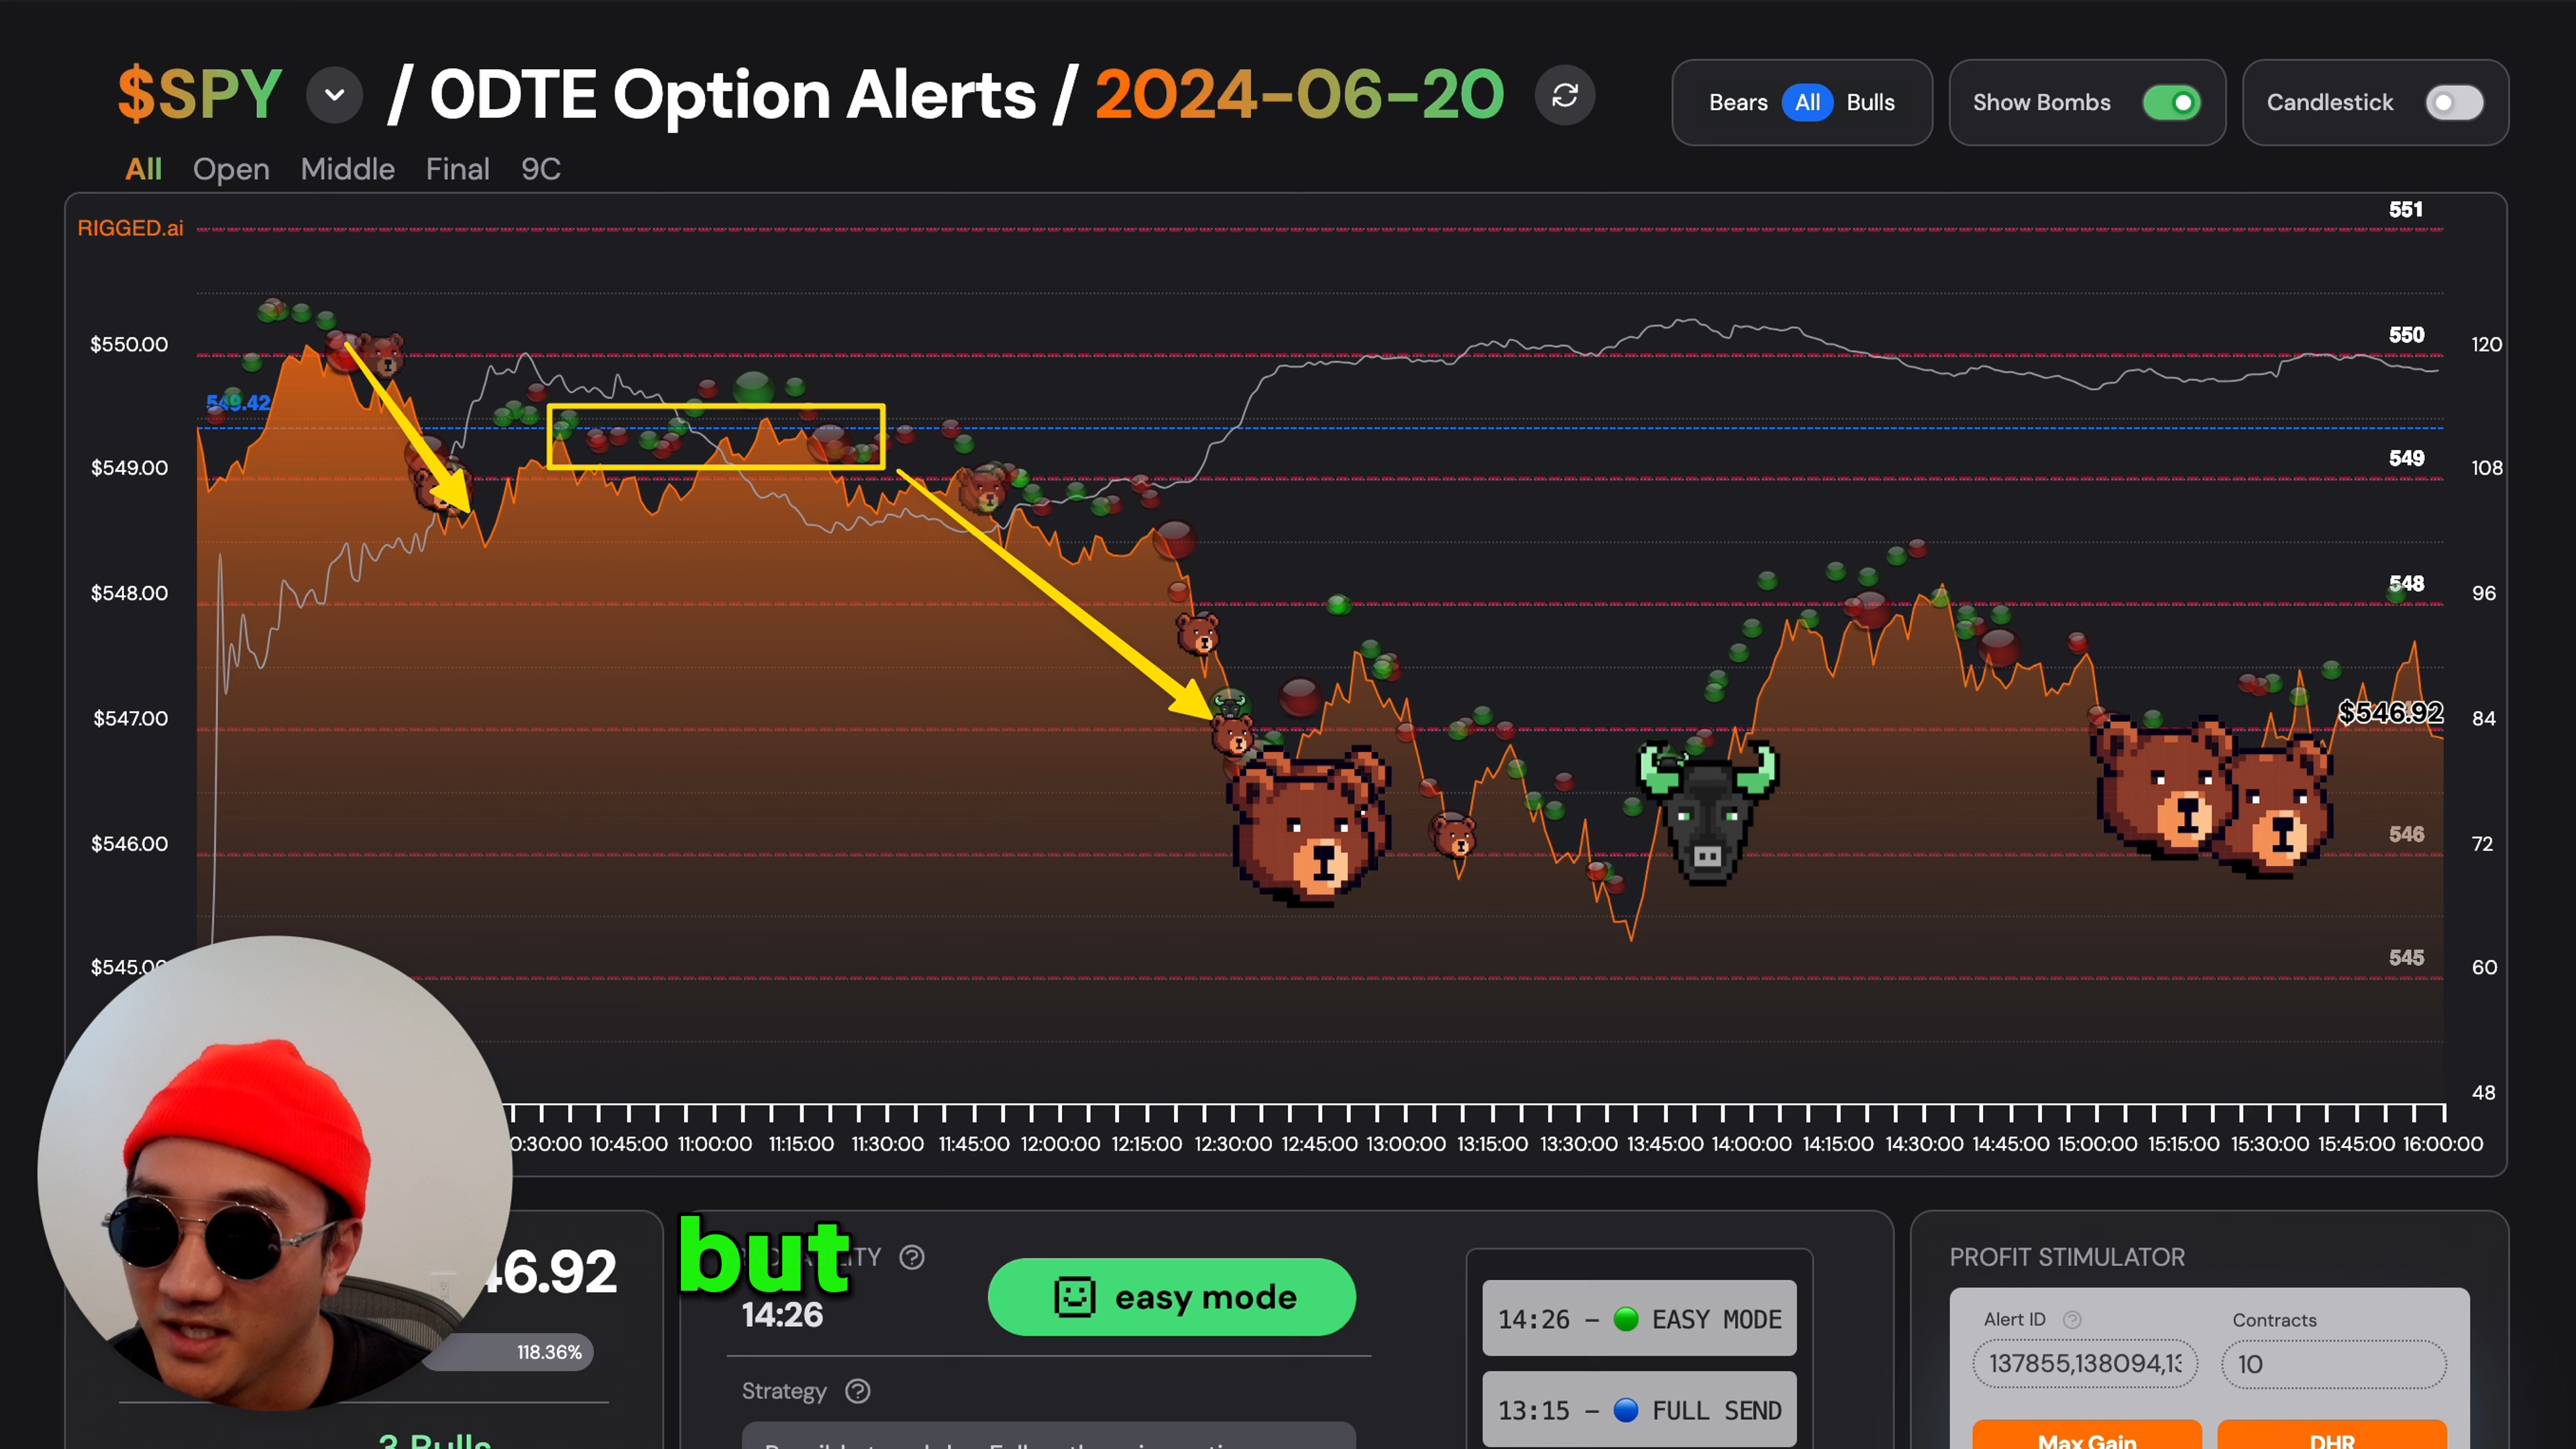 $SPY / 0DTE Option Alerts / 2024-06-20
Bears All Bulls
Show Bombs
Candlestick
All Open Middle Final 9C
RIGGED.ai
551
$550.00
550
120
549.42
$549.00
549
108
$548.00
548
96
$547.00
$546.92
84
$546.00
546
72
545
60
48
10:45:00 11:00:00 11:15:00 11:30:00 11:45:00 12:00:00 12:15:00 12:30:00 12:45:00 13:00:00 13:15:00 13:30:00 13:45:00 14:00:00 14:15:00 14:30:00 14:45:00 15:00:00 15:15:00 15:30:00 15:45:00 16:00:00
46.92
118.36%
3 Bulls
but
14:26
easy mode
Strategy
14:26 – EASY MODE
13:15 – FULL SEND
PROFIT STIMULATOR
Alert ID
Contracts
137855,138094,13
10
Max Gain
DHR